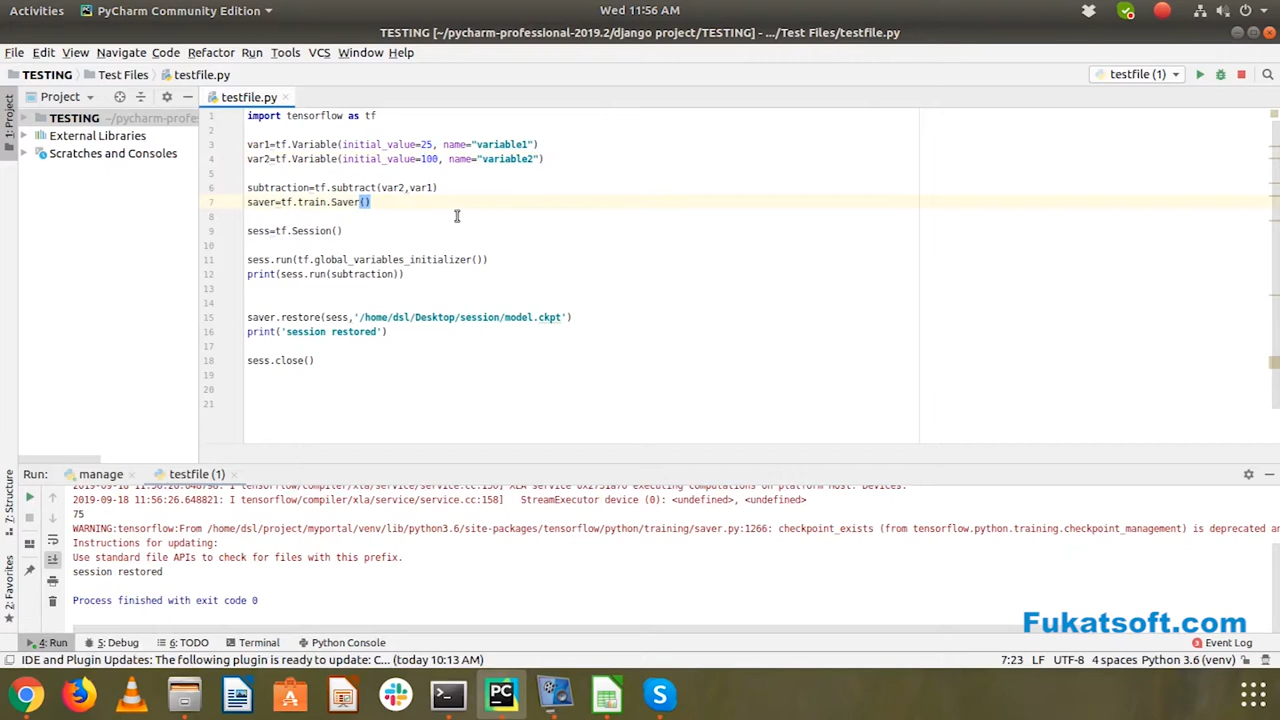 Activities PyCharm Community Edition Wed 11:56 AM
TESTING [~/pycharm-professional-2019.2/django project/TESTING] - .../Test Files/testfile.py
File Edit View Navigate Code Refactor Run Tools VCS Window Help
TESTING Test Files testfile.py testfile (1)
1: Project
Project testfile.py
TESTING ~/pycharm-profes
External Libraries
Scratches and Consoles
1 import tensorflow as tf
2
3 var1=tf.Variable(initial_value=25, name="variable1")
4 var2=tf.Variable(initial_value=100, name="variable2")
5
6 subtraction=tf.subtract(var2,var1)
7 saver=tf.train.Saver()
8
9 sess=tf.Session()
10
11 sess.run(tf.global_variables_initializer())
12 print(sess.run(subtraction))
13
14
15 saver.restore(sess,'/home/dsl/Desktop/session/model.ckpt')
16 print('session restored')
17
18 sess.close()
19
20
21
Run: manage testfile (1)
7: Structure
2: Favorites
2019-09-18 11:56:26.648821: I tensorflow/compiler/xla/service/service.cc:158] StreamExecutor device (0): <undefined>, <undefined>
75
WARNING:tensorflow:From /home/dsl/project/myportal/venv/lib/python3.6/site-packages/tensorflow/python/training/saver.py:1266: checkpoint_exists (from tensorflow.python.training.checkpoint_management) is deprecated an
Instructions for updating:
Use standard file APIs to check for files with this prefix.
session restored
Process finished with exit code 0
Fukatsoft.com
4: Run 5: Debug 6: TODO Terminal Python Console 3 Event Log
IDE and Plugin Updates: The following plugin is ready to update: C... (today 10:13 AM) 7:23 LF UTF-8 4 spaces Python 3.6 (venv)